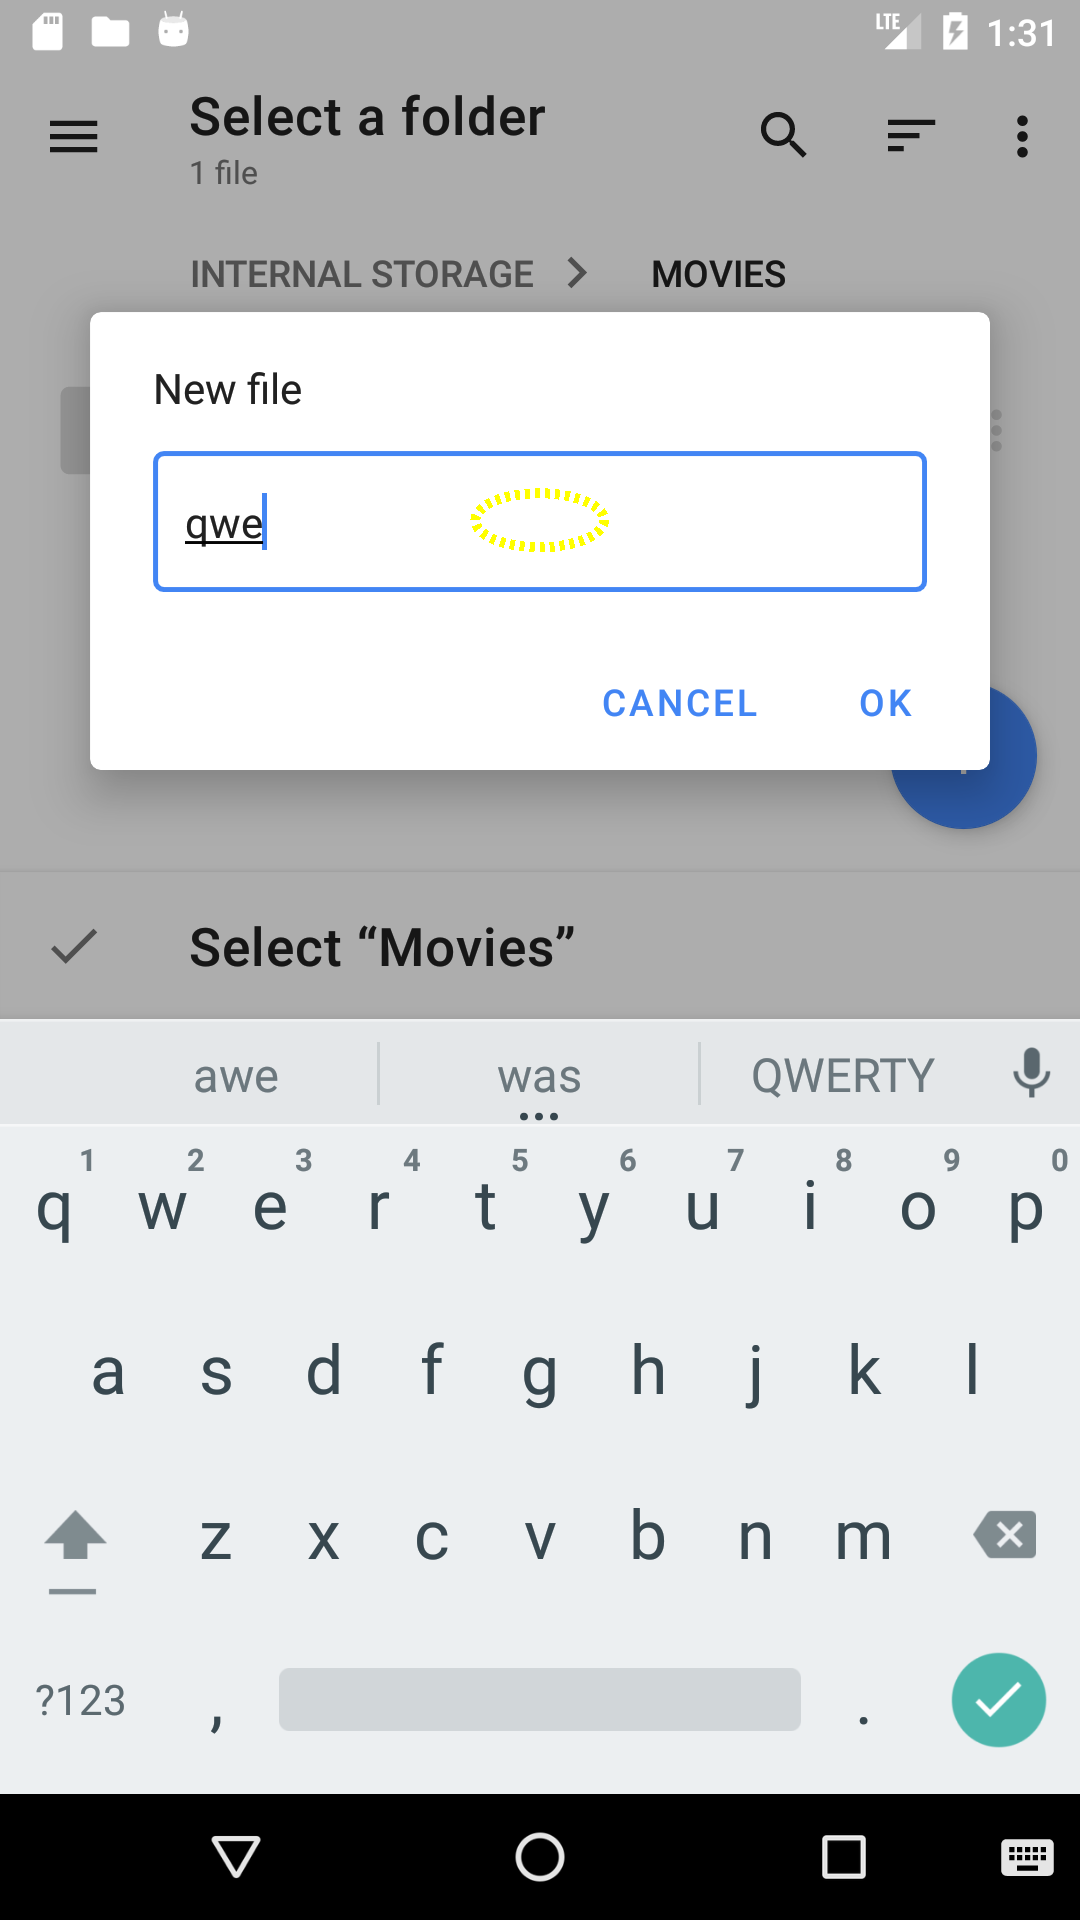 LTE 1:31
Select a folder
1 file
INTERNAL STORAGE MOVIES
New file
qwe
CANCEL OK
Select “Movies”
awe was QWERTY
1 2 3 4 5 6 7 8 9 0
q w e r t y u i o p
a s d f g h j k l
z x c v b n m
?123 , .